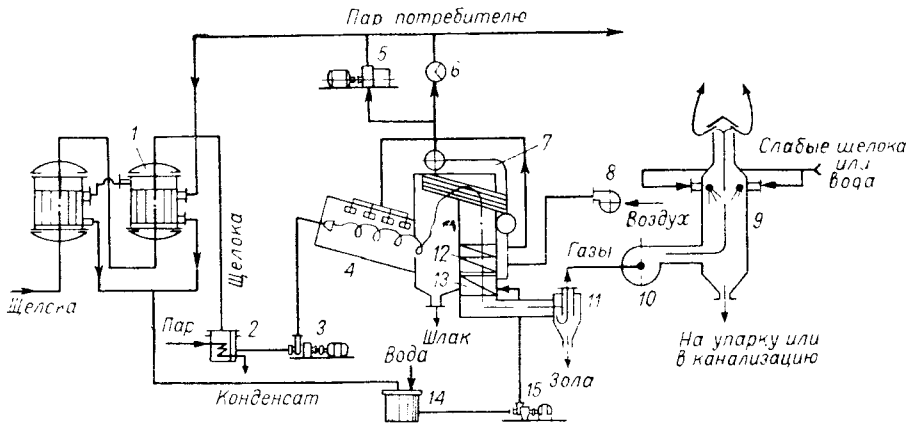 Пар потребителю
5
6
1
7
8
Слабые щелока
или
вода
Воздух
9
Щелока
4
12
13
Газы
10
11
Щелока
Пар
2
3
Шлак
Вода
На упарку или
в канализацию
Зола
Конденсат
14
15